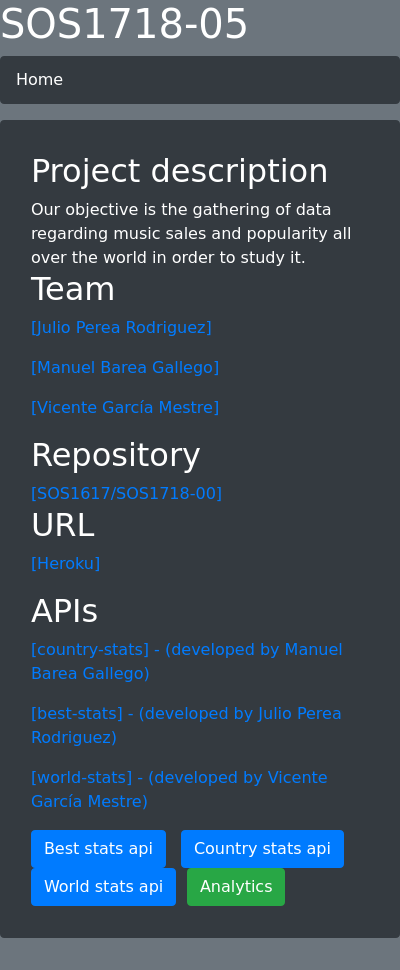 SOS1718-05
Home
Project description
Our objective is the gathering of data
regarding music sales and popularity all
over the world in order to study it.
Team
[Julio Perea Rodriguez]
[Manuel Barea Gallego]
[Vicente García Mestre]
Repository
[SOS1617/SOS1718-00]
URL
[Heroku]
APIs
[country-stats] - (developed by Manuel
Barea Gallego)
[best-stats] - (developed by Julio Perea
Rodriguez)
[world-stats] - (developed by Vicente
García Mestre)
Best stats api Country stats api
World stats api Analytics